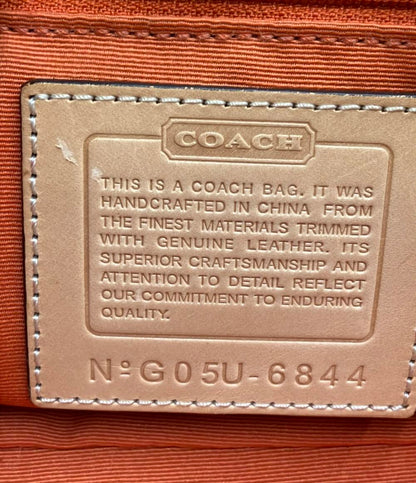 COACH
THIS IS A COACH BAG. IT WAS
HANDCRAFTED IN CHINA FROM
THE FINEST MATERIALS TRIMMED
WITH GENUINE LEATHER. ITS
SUPERIOR CRAFTSMANSHIP AND
ATTENTION TO DETAIL REFLECT
OUR COMMITMENT TO ENDURING
QUALITY.
Nº G05U-6844